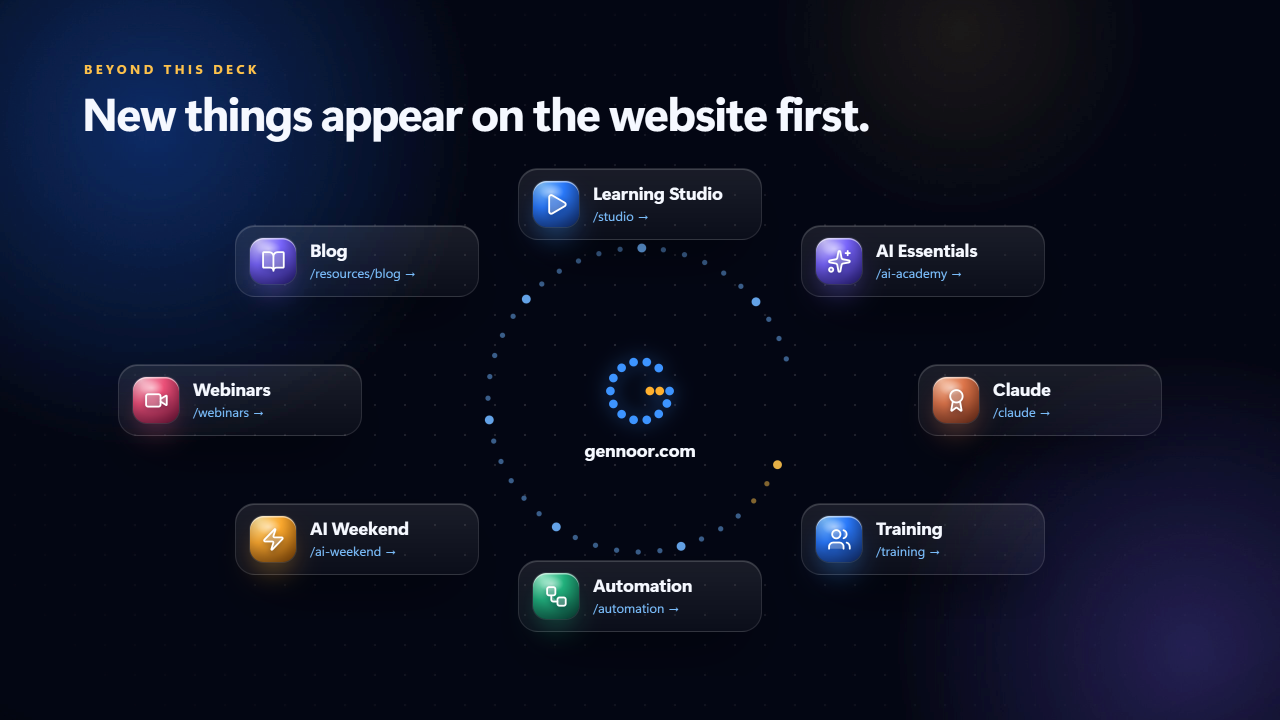 BEYOND THIS DECK
New things appear on the website first.
Learning Studio
/studio →
Blog
/resources/blog →
AI Essentials
/ai-academy →
Webinars
/webinars →
gennoor.com
Claude
/claude →
AI Weekend
/ai-weekend →
Training
/training →
Automation
/automation →